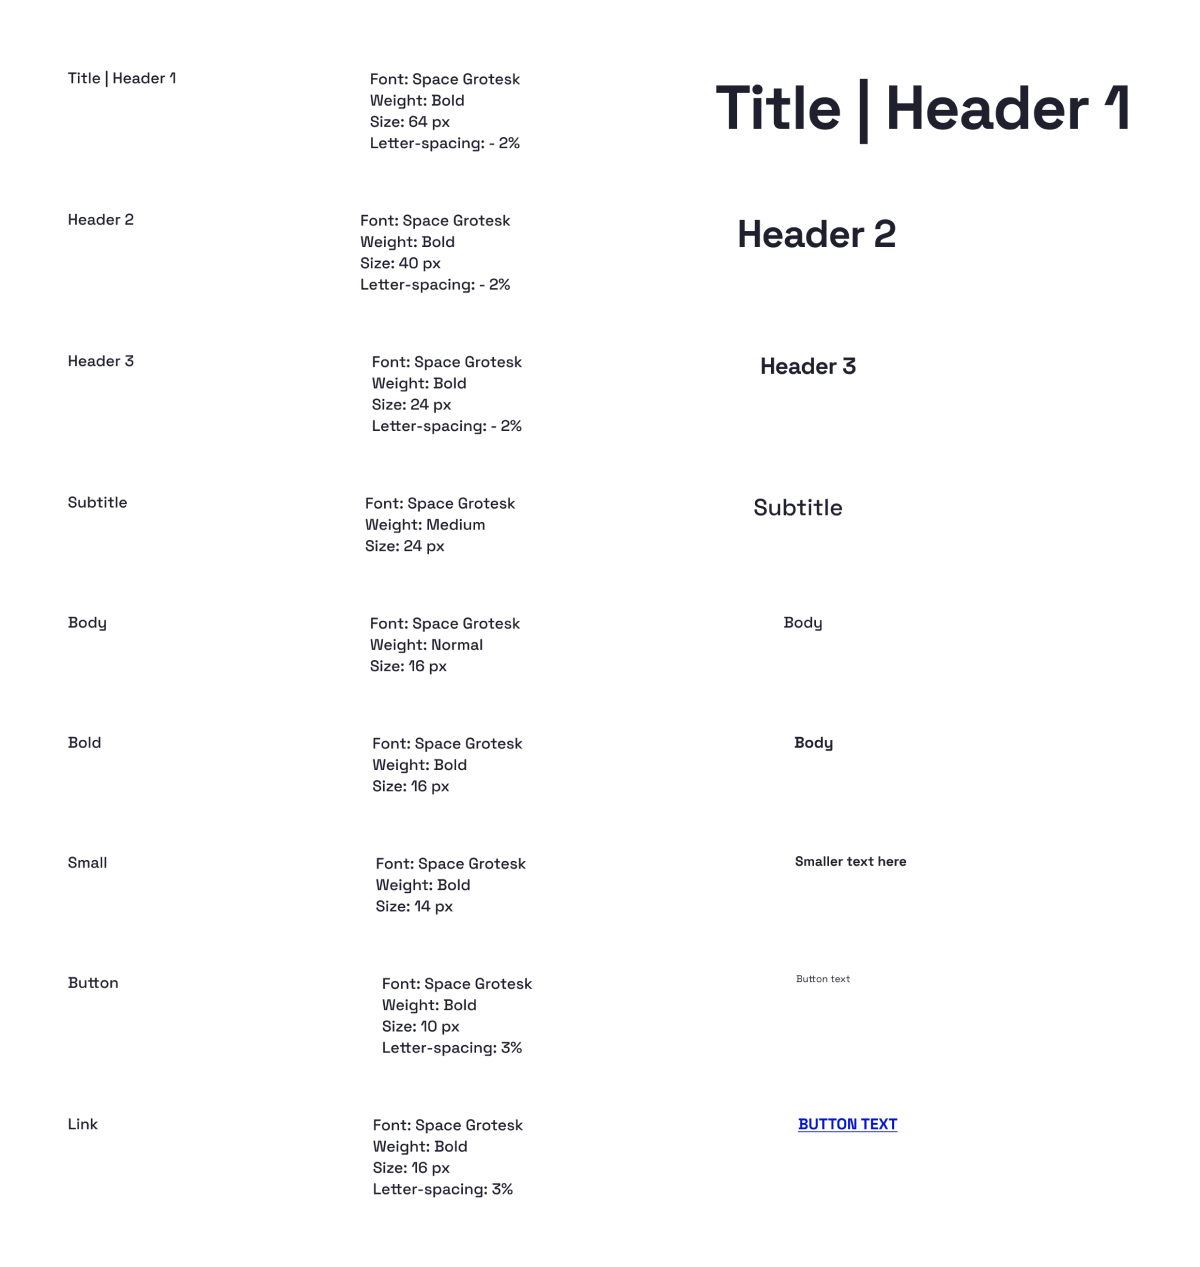 Title | Header 1
Font: Space Grotesk
Weight: Bold
Size: 64 px
Letter-spacing: - 2%
Title | Header 1
Header 2
Font: Space Grotesk
Weight: Bold
Size: 40 px
Letter-spacing: - 2%
Header 2
Header 3
Font: Space Grotesk
Weight: Bold
Size: 24 px
Letter-spacing: - 2%
Header 3
Subtitle
Font: Space Grotesk
Weight: Medium
Size: 24 px
Subtitle
Body
Font: Space Grotesk
Weight: Normal
Size: 16 px
Body
Bold
Font: Space Grotesk
Weight: Bold
Size: 16 px
Body
Small
Font: Space Grotesk
Weight: Bold
Size: 14 px
Smaller text here
Button
Font: Space Grotesk
Weight: Bold
Size: 10 px
Letter-spacing: 3%
Button text
Link
Font: Space Grotesk
Weight: Bold
Size: 16 px
Letter-spacing: 3%
BUTTON TEXT